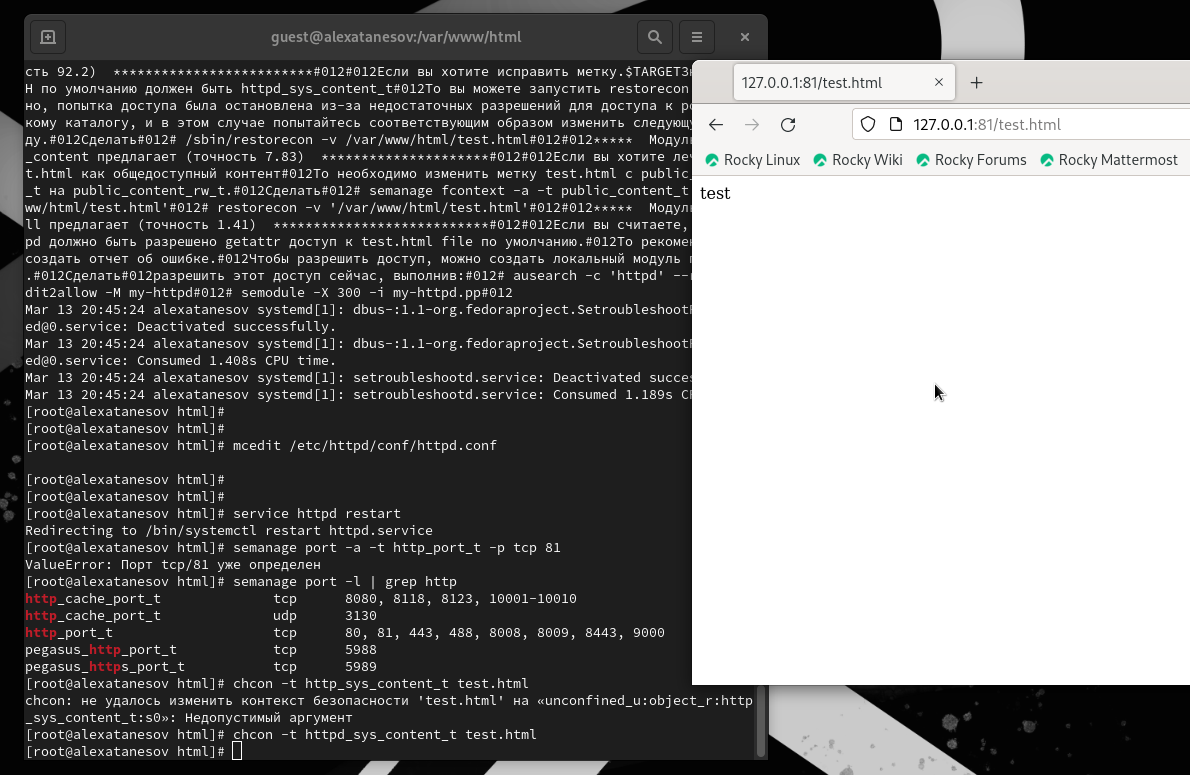 guest@alexatanesov:/var/www/html
сть 92.2)  *************************#012#012Если вы хотите исправить метку.$TARGETЗ
Н по умолчанию должен быть httpd_sys_content_t#012То вы можете запустить restorecon
но, попытка доступа была остановлена из-за недостаточных разрешений для доступа к р
кому каталогу, и в этом случае попытайтесь соответствующим образом изменить следующ
ду.#012Сделать#012# /sbin/restorecon -v /var/www/html/test.html#012#012*****  Модул
_content предлагает (точность 7.83)  *********************#012#012Если вы хотите ле
t.html как общедоступный контент#012То необходимо изменить метку test.html с public_
_t на public_content_rw_t.#012Сделать#012# semanage fcontext -a -t public_content_t
ww/html/test.html'#012# restorecon -v '/var/www/html/test.html'#012#012*****  Модул
ll предлагает (точность 1.41)  ***************************#012#012Если вы считаете,
pd должно быть разрешено getattr доступ к test.html file по умолчанию.#012То рекоме
создать отчет об ошибке.#012Чтобы разрешить доступ, можно создать локальный модуль
.#012Сделать#012разрешить этот доступ сейчас, выполнив:#012# ausearch -c 'httpd' --
dit2allow -M my-httpd#012# semodule -X 300 -i my-httpd.pp#012
Mar 13 20:45:24 alexatanesov systemd[1]: dbus-:1.1-org.fedoraproject.Setroubleshoot
ed@0.service: Deactivated successfully.
Mar 13 20:45:24 alexatanesov systemd[1]: dbus-:1.1-org.fedoraproject.Setroubleshoot
ed@0.service: Consumed 1.408s CPU time.
Mar 13 20:45:24 alexatanesov systemd[1]: setroubleshootd.service: Deactivated succes
Mar 13 20:45:24 alexatanesov systemd[1]: setroubleshootd.service: Consumed 1.189s C
[root@alexatanesov html]#
[root@alexatanesov html]#
[root@alexatanesov html]# mcedit /etc/httpd/conf/httpd.conf
[root@alexatanesov html]#
[root@alexatanesov html]#
[root@alexatanesov html]# service httpd restart
Redirecting to /bin/systemctl restart httpd.service
[root@alexatanesov html]# semanage port -a -t http_port_t -p tcp 81
ValueError: Порт tcp/81 уже определен
[root@alexatanesov html]# semanage port -l | grep http
http_cache_port_t              tcp      8080, 8118, 8123, 10001-10010
http_cache_port_t              udp      3130
http_port_t                    tcp      80, 81, 443, 488, 8008, 8009, 8443, 9000
pegasus_http_port_t            tcp      5988
pegasus_https_port_t           tcp      5989
[root@alexatanesov html]# chcon -t http_sys_content_t test.html
chcon: не удалось изменить контекст безопасности 'test.html' на «unconfined_u:object_r:http
_sys_content_t:s0»: Недопустимый аргумент
[root@alexatanesov html]# chcon -t httpd_sys_content_t test.html
[root@alexatanesov html]#
127.0.0.1:81/test.html
127.0.0.1:81/test.html
Rocky Linux Rocky Wiki Rocky Forums Rocky Mattermost
test